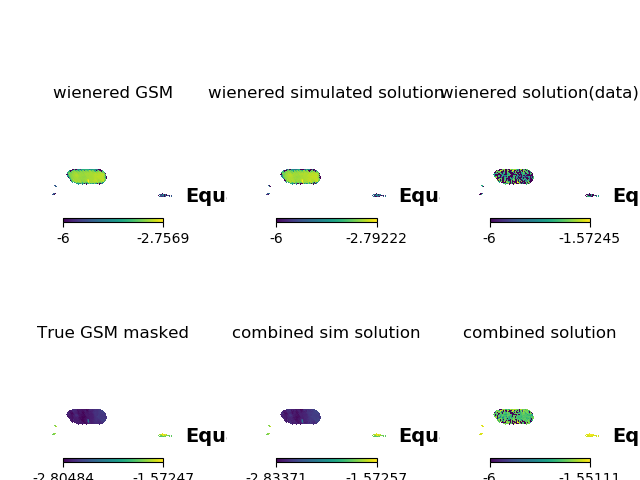 wienered GSM
wienered simulated solution
wienered solution(data)
Equ
Equ
Eq
-6
-2.7569
-6
-2.79222
-6
-1.57245
True GSM masked
combined sim solution
combined solution
Equ
Equ
Eq
-2.80484
-1.57247
-2.83371
-1.57257
-6
-1.55111